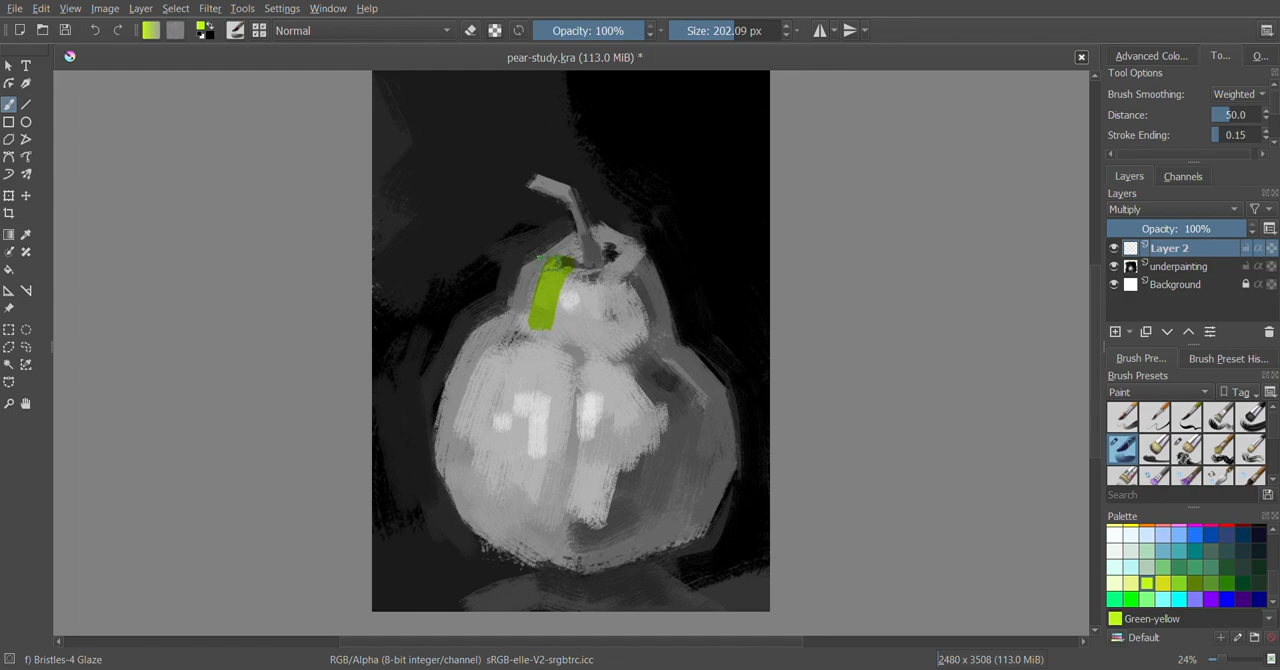 File Edit View Image Layer Select Filter Tools Settings Window Help
Normal Opacity: 100% Size: 202.09 px
pear-study.kra (113.0 MiB) *
Advanced Colo... To... O...
Tool Options
Brush Smoothing: Weighted
Distance: 50.0
Stroke Ending: 0.15
Layers Channels
Layers
Multiply
Opacity: 100%
Layer 2
underpainting
Background
Brush Pre... Brush Preset His...
Brush Presets
Paint Tag
Search
Palette
Green-yellow
Default
f) Bristles-4 Glaze RGB/Alpha (8-bit integer/channel) sRGB-elle-V2-srgbtrc.icc 2480 x 3508 (113.0 MiB) 24%